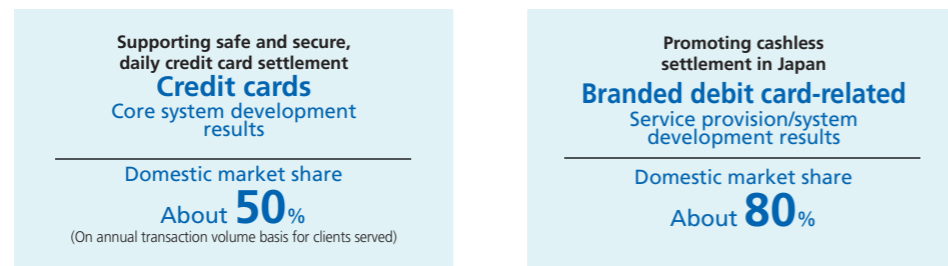 Supporting safe and secure,
daily credit card settlement
Credit cards
Core system development
results
Domestic market share
About 50%
(On annual transaction volume basis for clients served)
Promoting cashless
settlement in Japan
Branded debit card-related
Service provision/system
development results
Domestic market share
About 80%